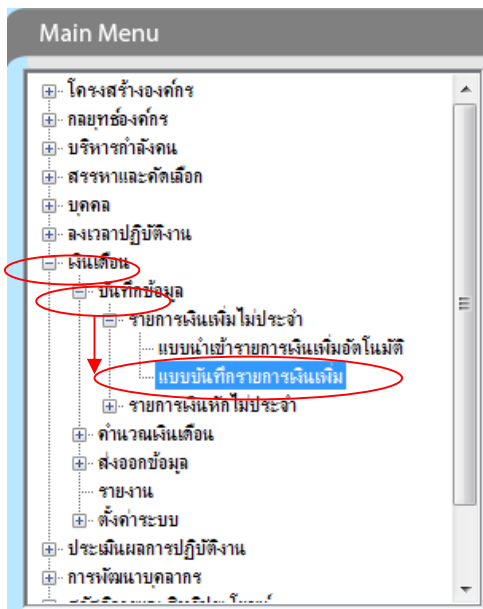 Main Menu
โครงสร้างองค์กร
กลยุทธ์องค์กร
บริหารกำลังคน
สรรหาและคัดเลือก
บุคคล
ลงเวลาปฏิบัติงาน
เงินเดือน
บันทึกข้อมูล
รายการเงินเพิ่มไม่ประจำ
แบบนำเข้ารายการเงินเพิ่มอัตโนมัติ
แบบบันทึกรายการเงินเพิ่ม
รายการเงินหักไม่ประจำ
คำนวณเงินเดือน
ส่งออกข้อมูล
รายงาน
ตั้งค่าระบบ
ประเมินผลการปฏิบัติงาน
การพัฒนาบุคลากร